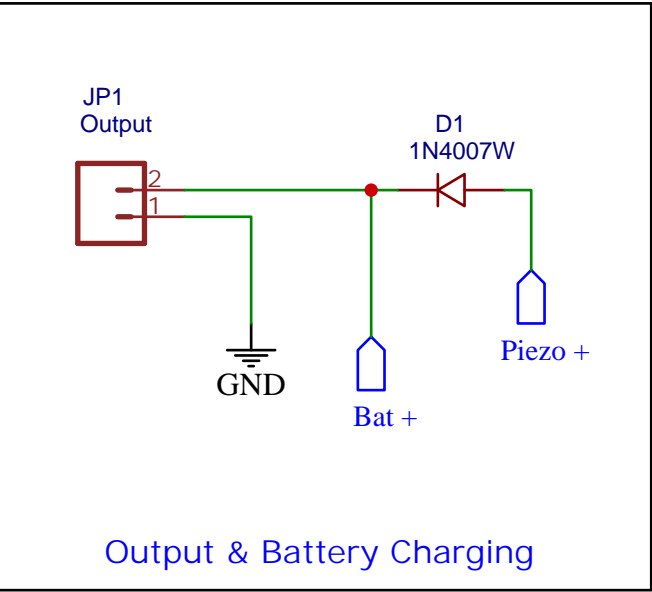 JP1
Output
D1
1N4007W
2
1
Piezo +
GND
Bat +
Output & Battery Charging